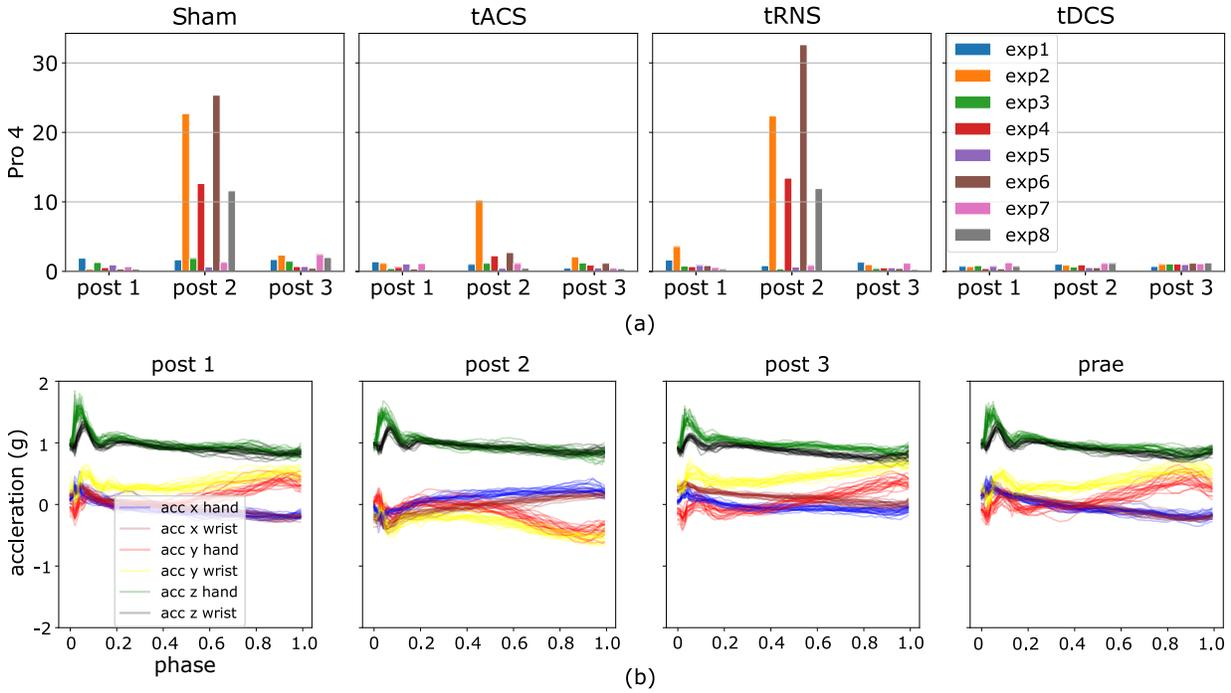 Sham tACS tRNS tDCS
Pro 4
30
20
10
0
post 1 post 2 post 3
post 1 post 2 post 3
post 1 post 2 post 3
post 1 post 2 post 3
exp1
exp2
exp3
exp4
exp5
exp6
exp7
exp8
(a)
post 1 post 2 post 3 prae
accleration (g)
2
1
0
-1
-2
acc x hand
acc x wrist
acc y hand
acc y wrist
acc z hand
acc z wrist
0 0.2 0.4 0.6 0.8 1.0
0 0.2 0.4 0.6 0.8 1.0
0 0.2 0.4 0.6 0.8 1.0
0 0.2 0.4 0.6 0.8 1.0
phase
(b)